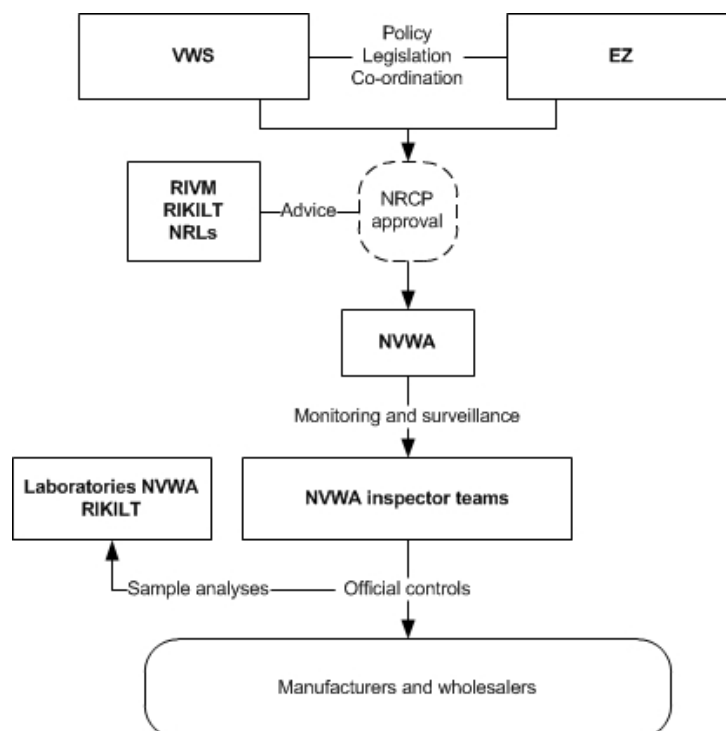 VWS
Policy
Legislation
Co-ordination
EZ
RIVM
RIKILT
NRLs
Advice
NRCP
approval
NVWA
Monitoring and surveillance
Laboratories NVWA
RIKILT
NVWA inspector teams
Sample analyses
Official controls
Manufacturers and wholesalers